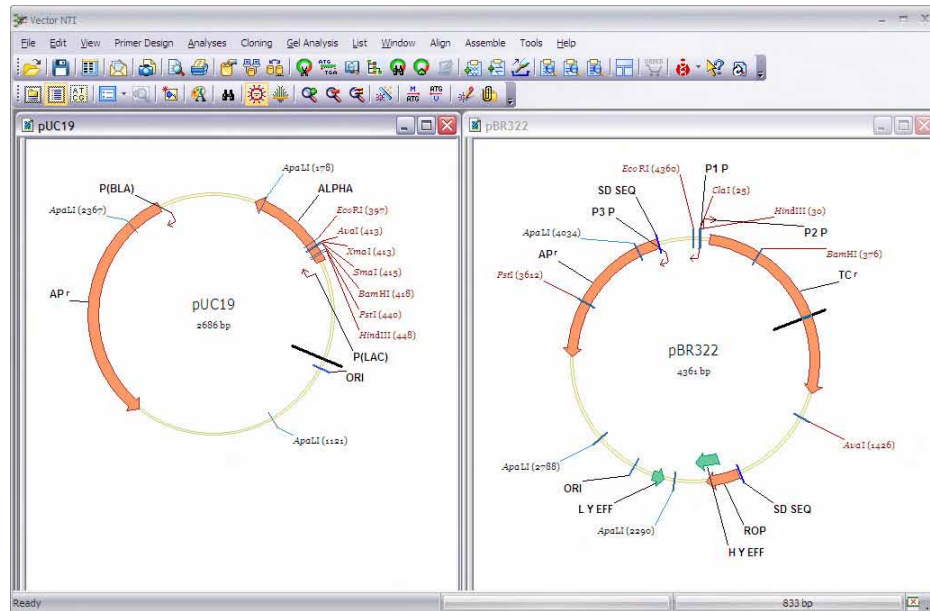 Vector NTI
File Edit View Primer Design Analyses Cloning Gel Analysis List Window Align Assemble Tools Help
pUC19
ApaLI (178)
P(BLA)
ALPHA
ApaLI (2367)
EcoRI (397)
AvaI (413)
XmaI (413)
SmaI (415)
BamHI (418)
PstI (440)
HindIII (448)
AP r
pUC19
2686 bp
P(LAC)
ORI
ApaLI (1121)
pBR322
EcoRI (4360)
P1 P
ClaI (25)
SD SEQ
HindIII (30)
P3 P
P2 P
ApaLI (4034)
BamHI (376)
AP r
TC r
PstI (3612)
pBR322
4361 bp
AvaI (1426)
ApaLI (2788)
ORI
SD SEQ
L Y EFF
ROP
ApaLI (2290)
H Y EFF
Ready
833 bp